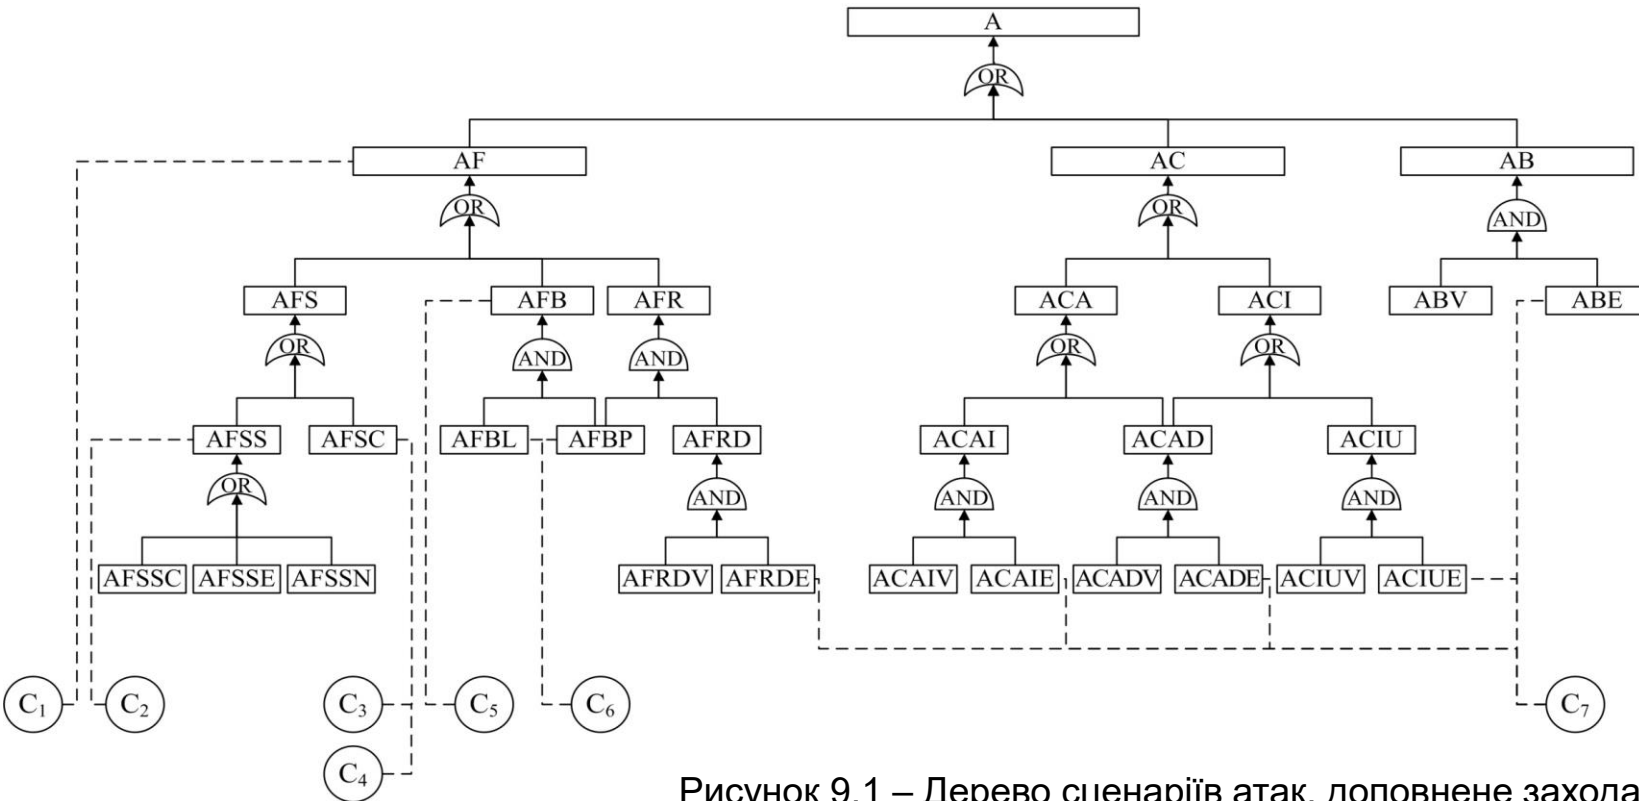 A
OR
AF AC AB
OR OR AND
AFS AFB AFR ACA ACI ABV ABE
OR AND AND OR OR
AFSS AFSC AFBL AFBP AFRD ACAI ACAD ACIU
OR AND AND AND AND
AFSSC AFSSE AFSSN AFRDV AFRDE ACAIV ACAIE ACADV ACADE ACIUV ACIUE
C1 C2 C3 C5 C6 C7
C4
Рисунок 9.1 – Дерево сценаріїв атак, доповнене захода